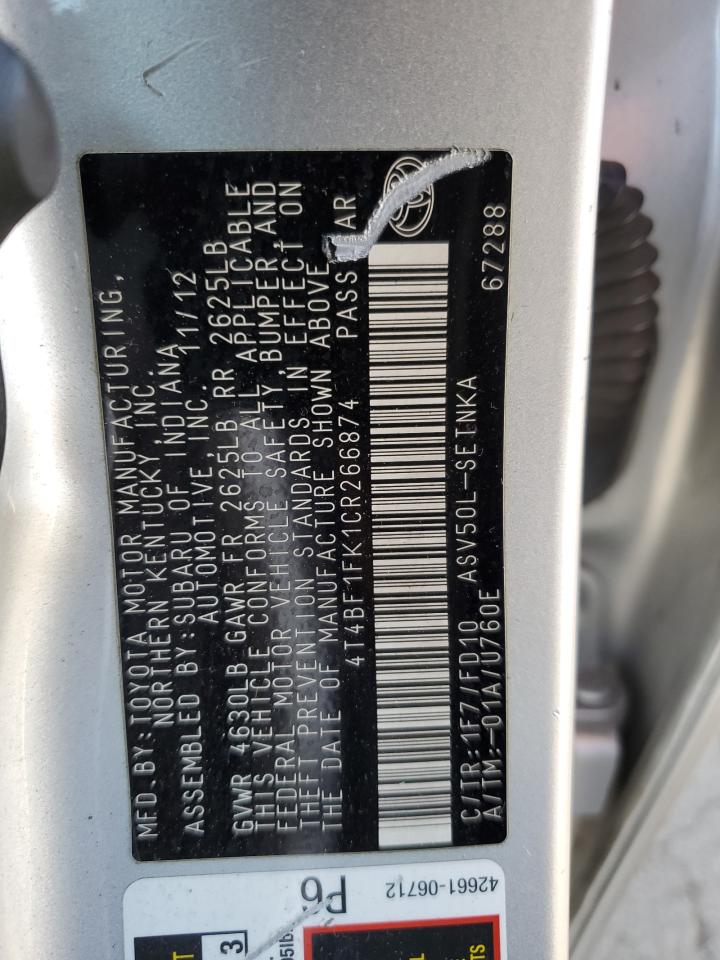 MFD.BY:TOYOTA MOTOR MANUFACTURING,
NORTHERN KENTUCKY INC.
ASSEMBLED BY:SUBARU OF INDIANA
AUTOMOTIVE, INC. 11/12
GVWR 4630LB GAWR FR 2625LB RR 2625LB
THIS VEHICLE CONFORMS TO ALL APPLICABLE
FEDERAL MOTOR VEHICLE SAFETY,BUMPER,AND
THEFT PREVENTION STANDARDS IN EFFECT ON
THE DATE OF MANUFACTURE SHOWN ABOVE
4T4BF1FK1CR266874 PASS AR
C/TR:1F7/FD10 ASV50L-SETNKA
A/TM:-01A/U760E 67288
42661-06712
P6
3